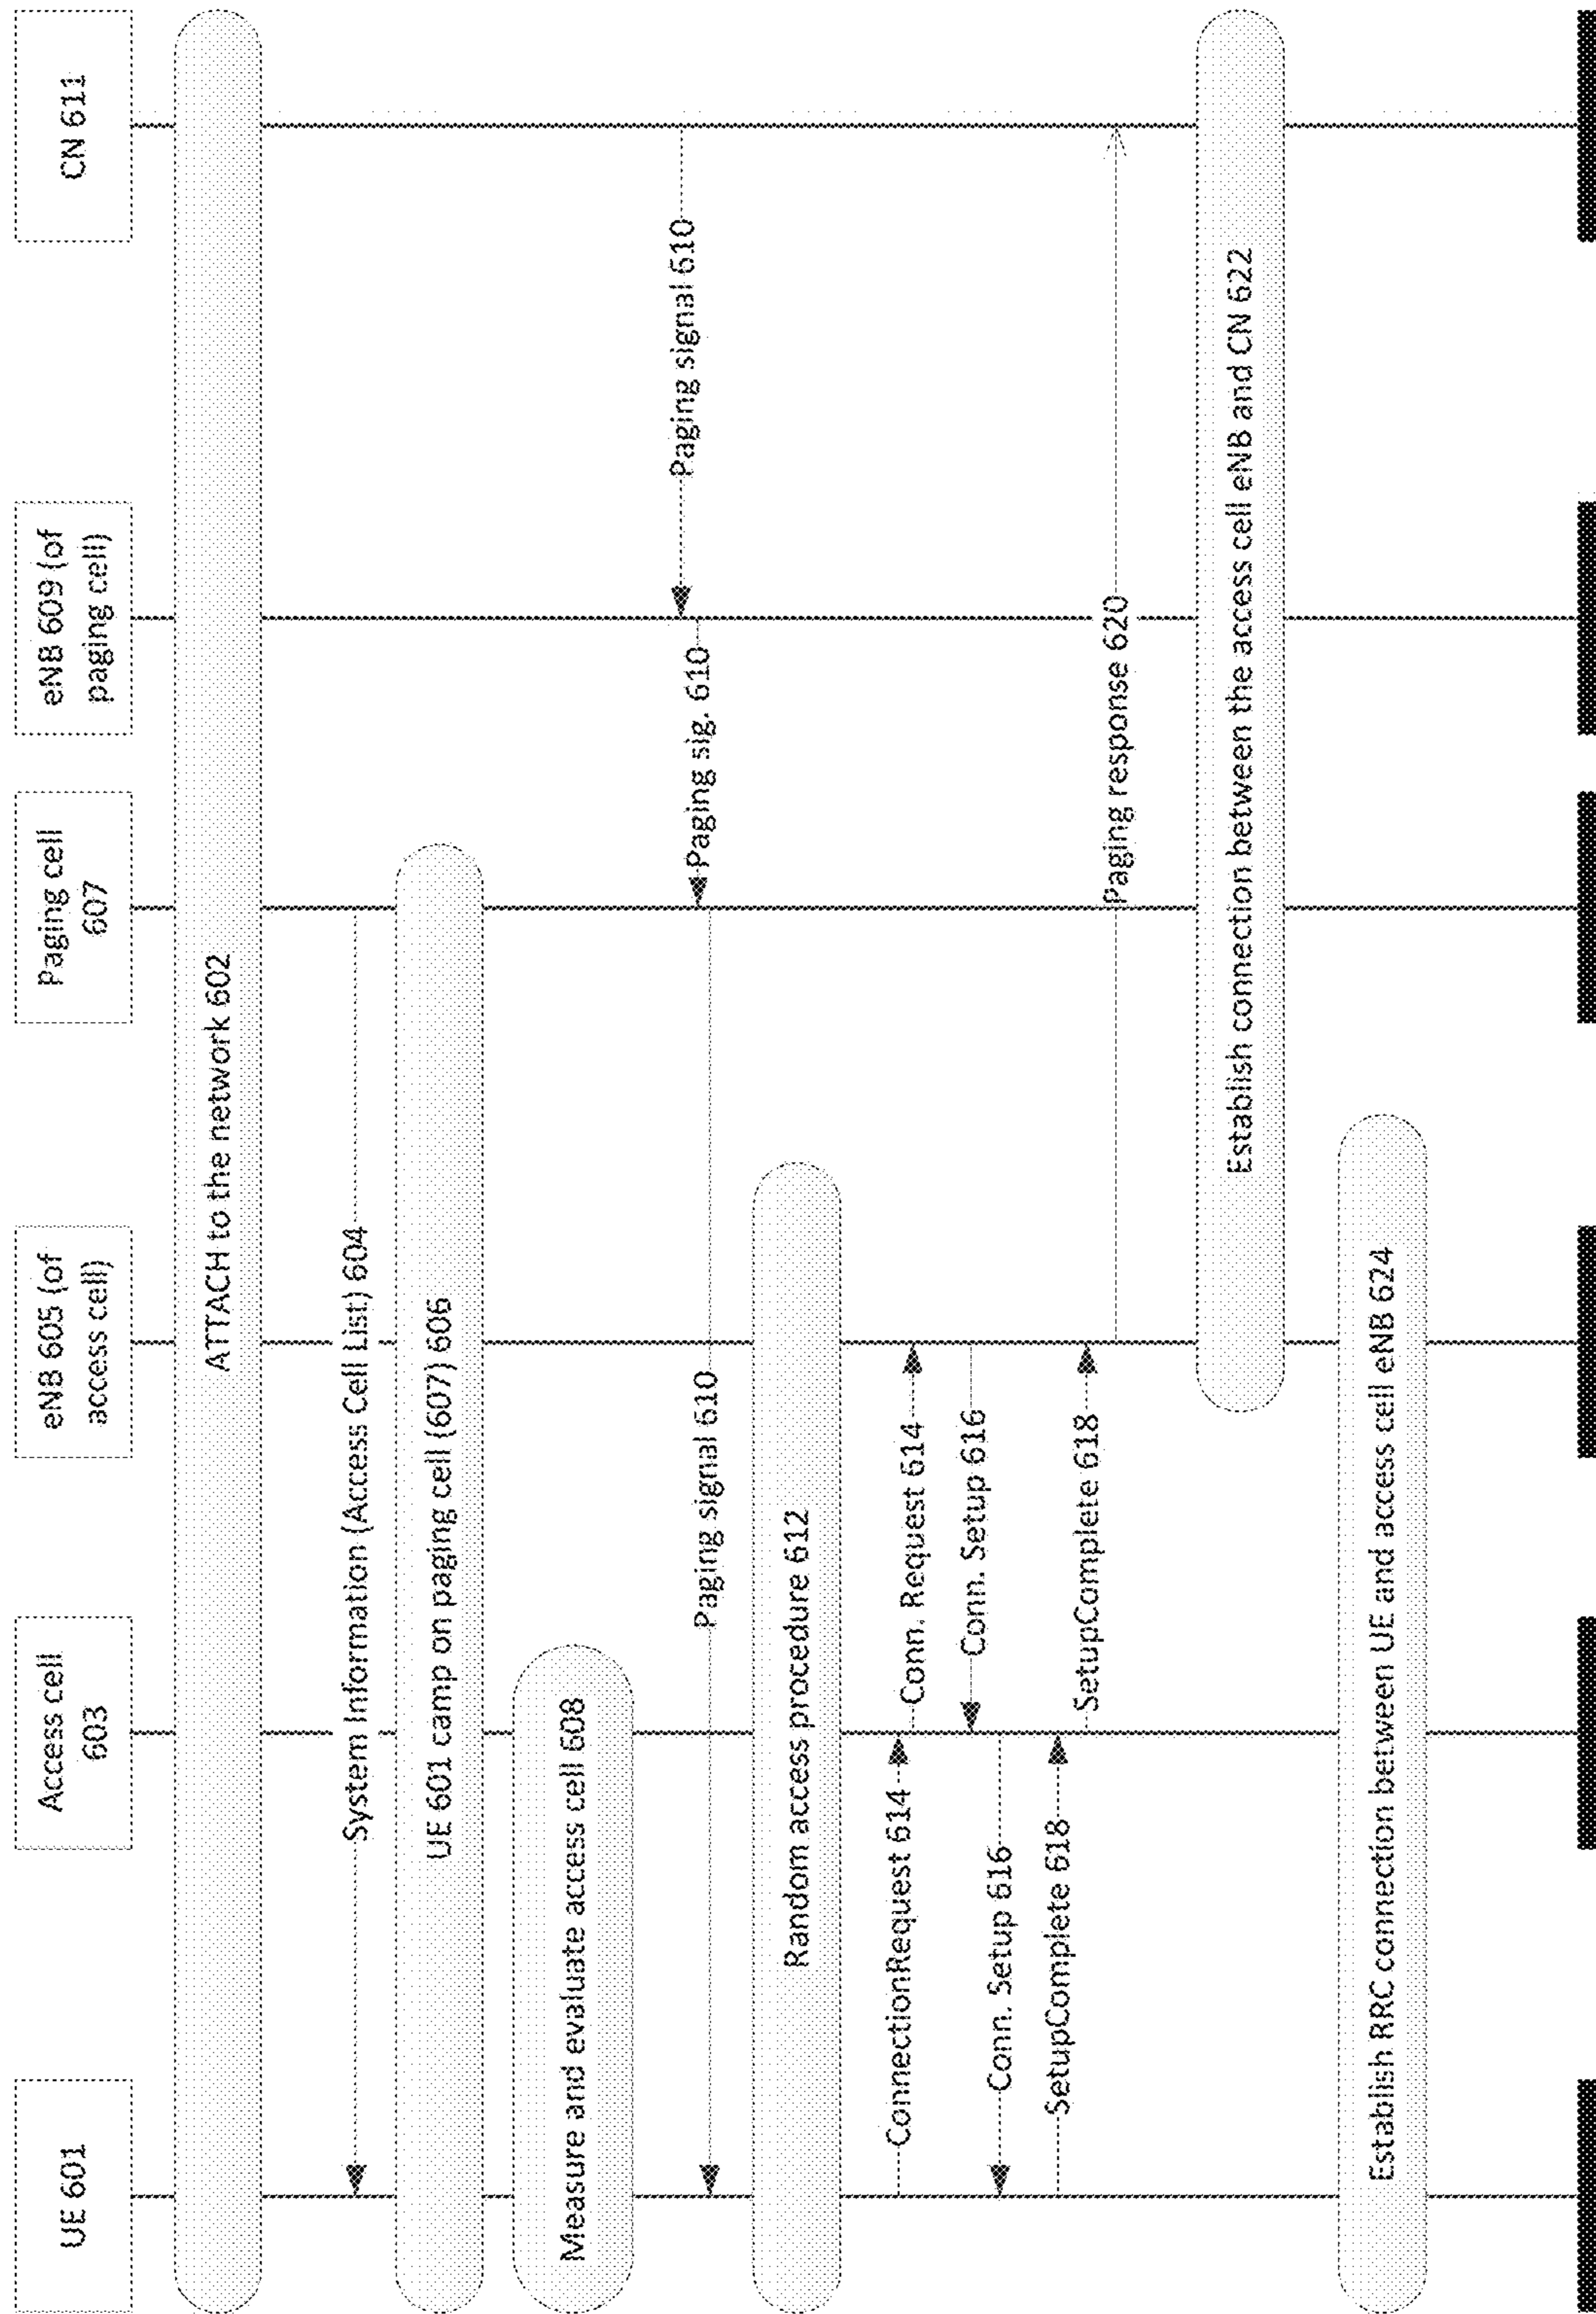 UE 601
Access cell
603
eNB 605 (of
access cell)
Paging cell
607
eNB 609 (of
paging cell)
CN 611
ATTACH to the network 602
System Information (Access Cell List) 604
UE 601 camp on paging cell (607) 606
Measure and evaluate access cell 608
Paging signal 610
Paging sig. 610
Paging signal 610
Random access procedure 612
ConnectionRequest 614
Conn. Request 614
Conn. Setup 616
Conn. Setup 616
SetupComplete 618
SetupComplete 618
Paging response 620
Establish connection between the access cell eNB and CN 622
Establish RRC connection between UE and access cell eNB 624